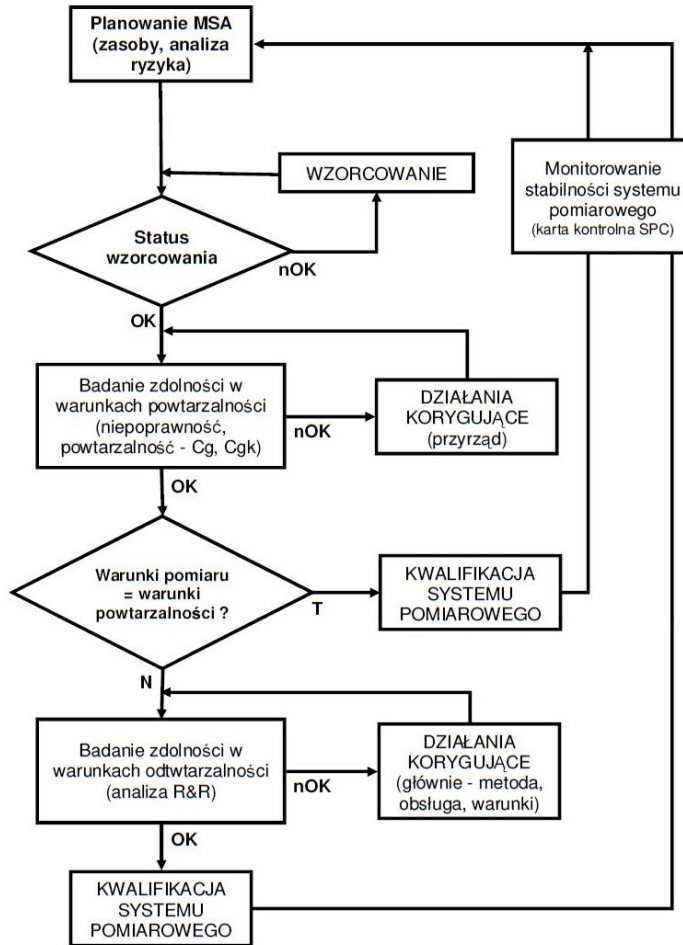 Planowanie MSA
(zasoby, analiza
ryzyka)
WZORCOWANIE
Monitorowanie
stabilności systemu
pomiarowego
(karta kontrolna SPC)
Status
wzorcowania
nOK
OK
Badanie zdolności w
warunkach powtarzalności
(niepoprawność,
powtarzalność - Cg, Cgk)
nOK
DZIAŁANIA
KORYGUJĄCE
(przyrząd)
OK
Warunki pomiaru
= warunki
powtarzalności ?
T
KWALIFIKACJA
SYSTEMU
POMIAROWEGO
N
Badanie zdolności w
warunkach odtwtarzalności
(analiza R&R)
nOK
DZIAŁANIA
KORYGUJĄCE
(głównie - metoda,
obsługa, warunki)
OK
KWALIFIKACJA
SYSTEMU
POMIAROWEGO